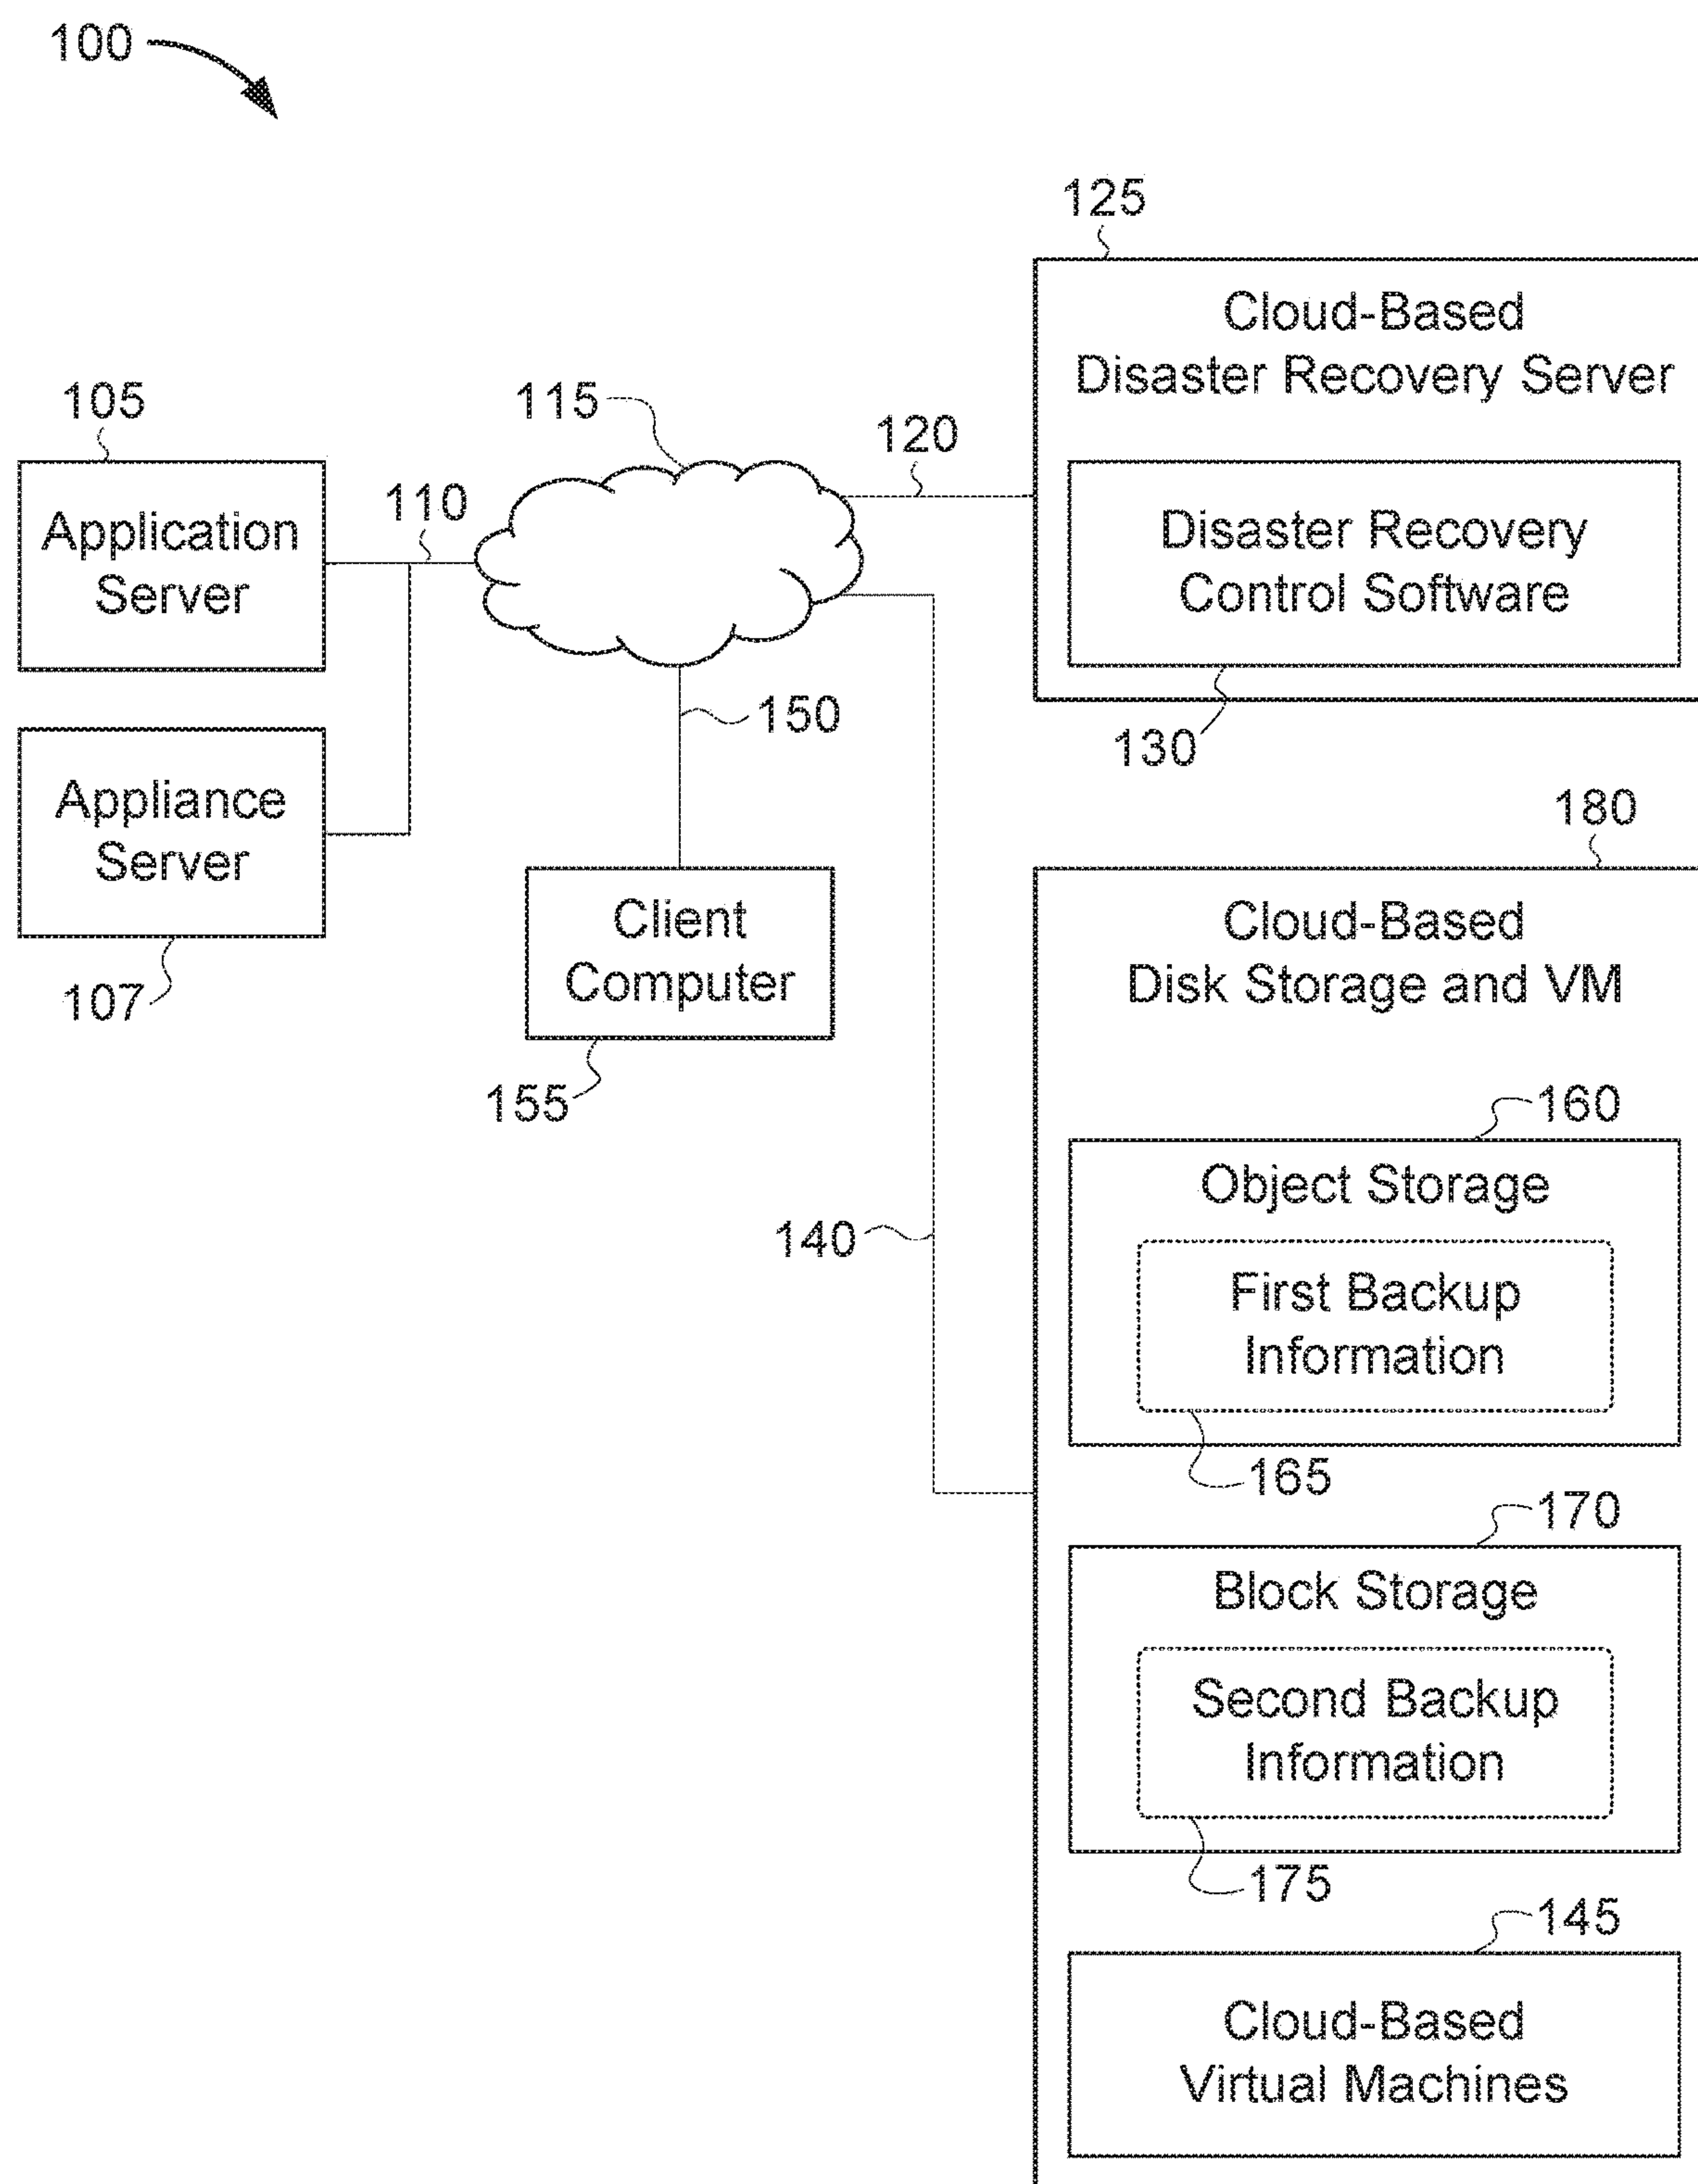 100
125
Cloud-Based
Disaster Recovery Server
105
115
120
Application
Server
110
Disaster Recovery
Control Software
150
130
Appliance
Server
180
107
Client
Computer
155
Cloud-Based
Disk Storage and VM
160
Object Storage
140
First Backup
Information
165
170
Block Storage
Second Backup
Information
175
145
Cloud-Based
Virtual Machines